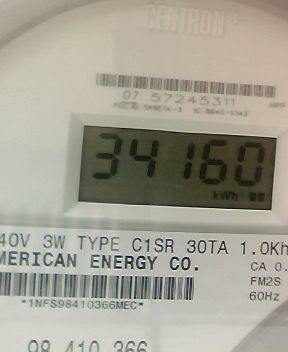 CENTRON®
07 57245311
34160
kWh
40V 3W TYPE C1SR 30TA 1.0Kh
MERICAN ENERGY CO.
CA 0.
FM2S
60Hz
*1NFS98410366MEC*
98 410 366